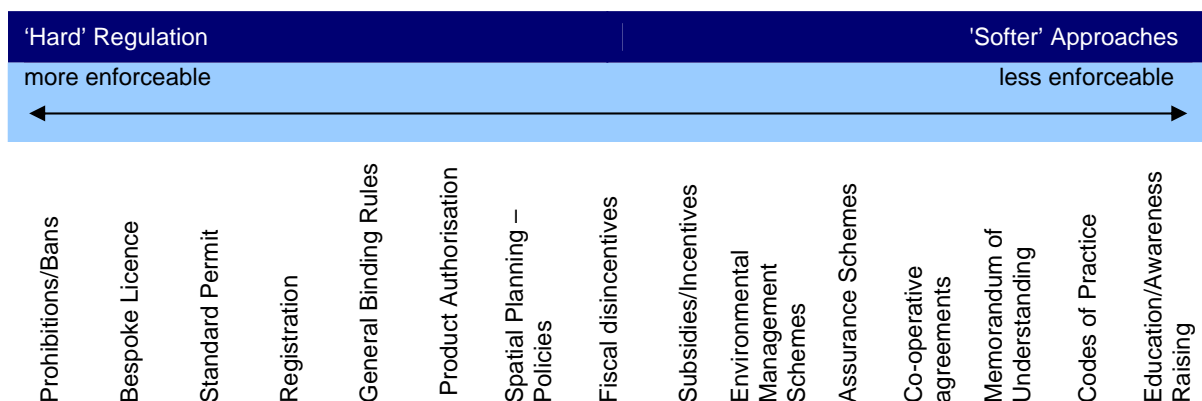 ‘Hard’ Regulation
'Softer’ Approaches
more enforceable
less enforceable
Prohibitions/Bans
Bespoke Licence
Standard Permit
Registration
General Binding Rules
Product Authorisation
Spatial Planning –
Policies
Fiscal disincentives
Subsidies/Incentives
Environmental
Management
Schemes
Assurance Schemes
Co-operative
agreements
Memorandum of
Understanding
Codes of Practice
Education/Awareness
Raising